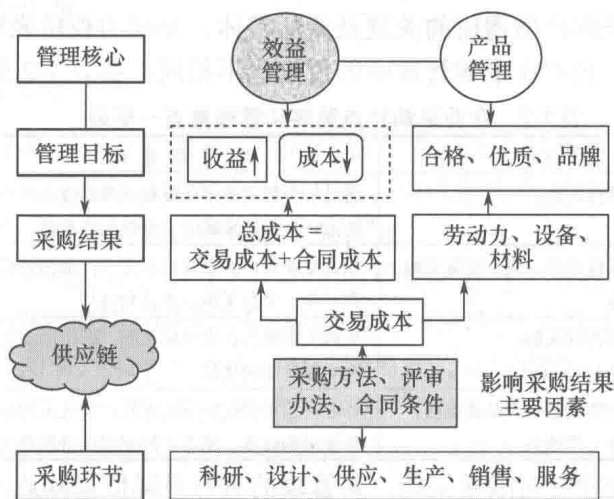 管理核心
效益
管理
产品
管理
管理目标
收益↑
成本↓
合格、优质、品牌
采购结果
总成本=
交易成本+合同成本
劳动力、设备、
材料
交易成本
供应链
采购方法、评审
办法、合同条件
影响采购结果
主要因素
采购环节
科研、设计、供应、生产、销售、服务